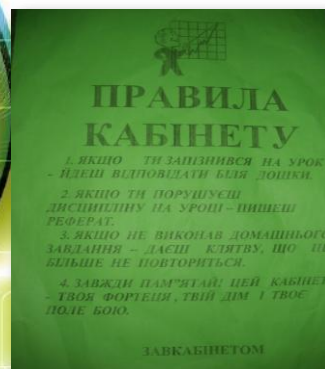 ПРАВИЛА
КАБІНЕТУ
1. ЯКЩО ТИ ЗАПІЗНИВСЯ НА УРОК
- ЙДЕШ ВІДПОВІДАТИ БІЛЯ ДОШКИ.
2. ЯКЩО ТИ ПОРУШУЄШ
ДИСЦИПЛІНУ НА УРОЦІ – ПИШЕШ
РЕФЕРАТ.
3. ЯКЩО НЕ ВИКОНАВ ДОМАШНЬОГО
ЗАВДАННЯ – ДАЄШ КЛЯТВУ, ЩО
БІЛЬШЕ НЕ ПОВТОРИТЬСЯ.
4. ЗАВЖДИ ПАМ"ЯТАЙ: ЦЕЙ КАБІНЕТ
- ТВОЯ ФОРТЕЦЯ, ТВІЙ ДІМ І ТВОЄ
ПОЛЕ БОЮ.
ЗАВКАБІНЕТОМ